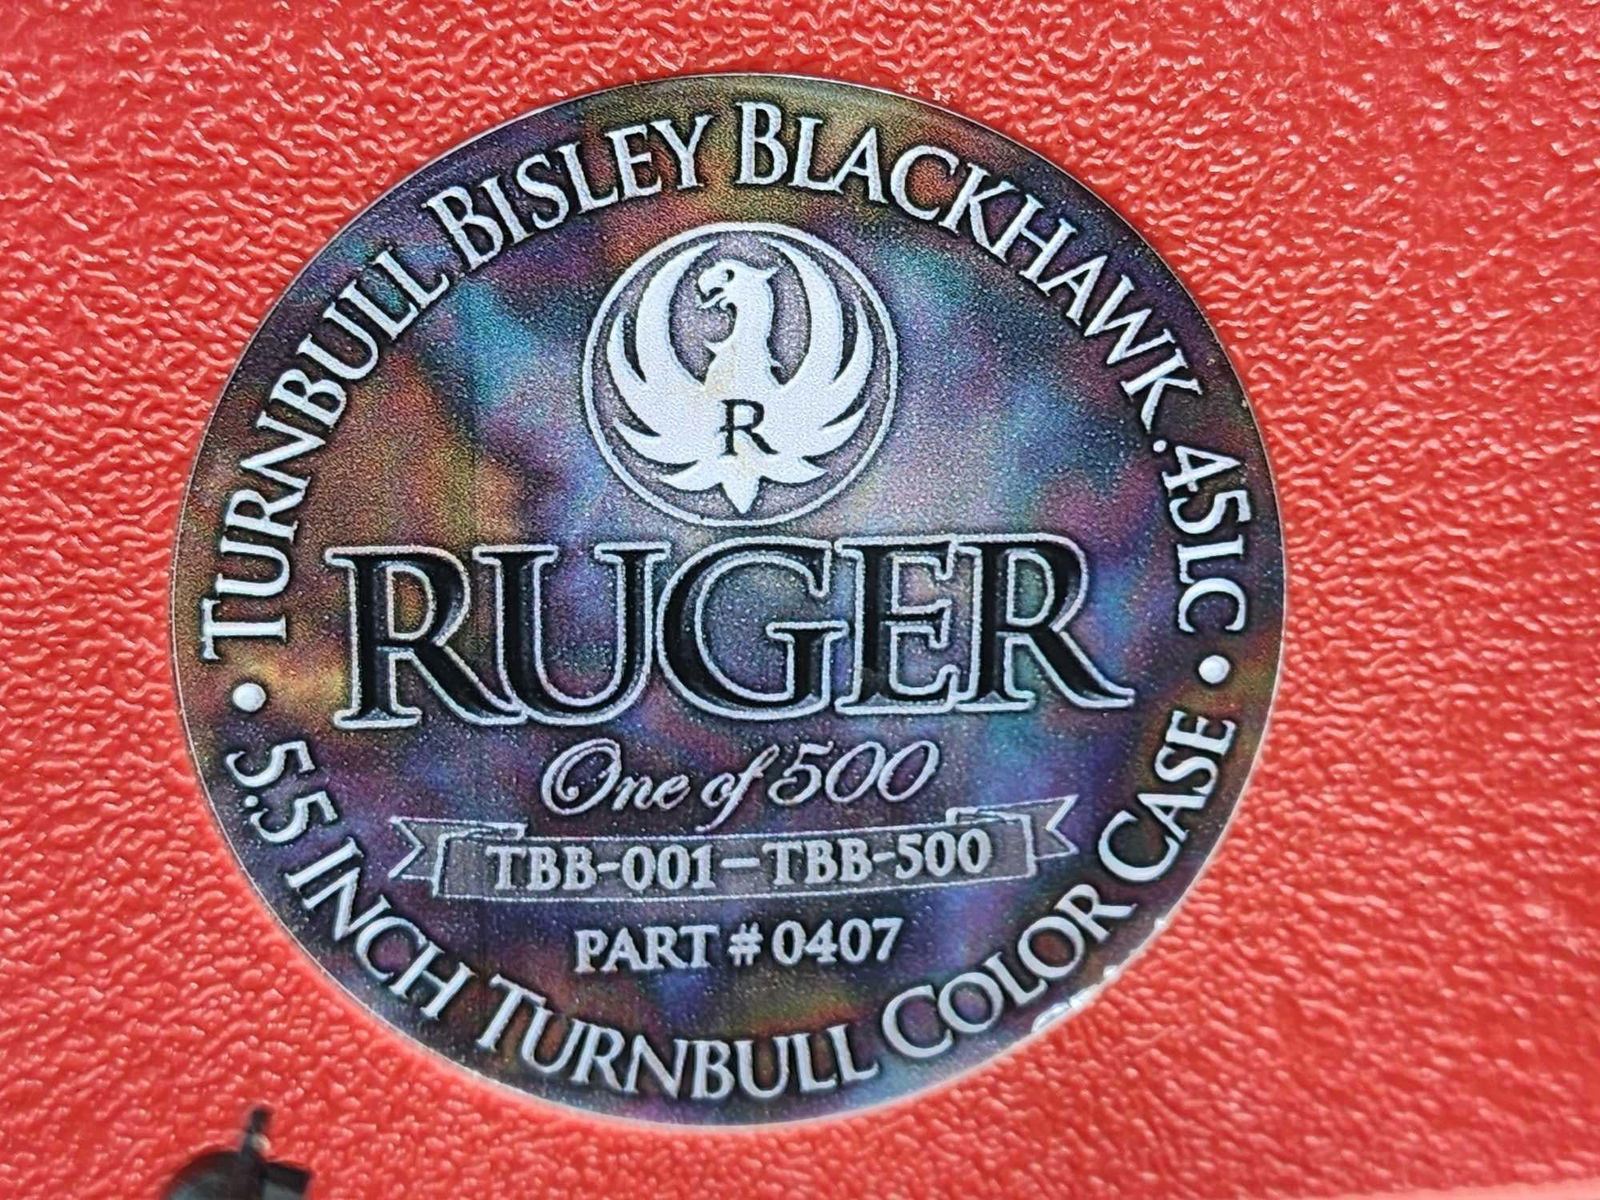 TURNBULL BISLEY BLACKHAWK .45LC
R
RUGER
One of 500
TBB-001—TBB-500
PART # 0407
• 5.5 INCH TURNBULL COLOR CASE •